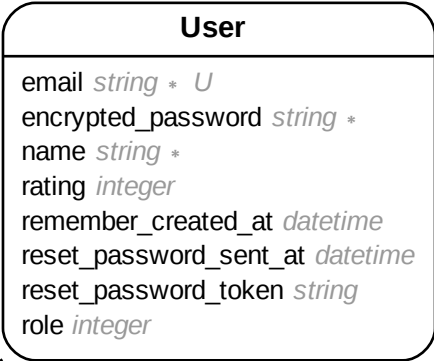 User
email string * U
encrypted_password string *
name string *
rating integer
remember_created_at datetime
reset_password_sent_at datetime
reset_password_token string
role integer